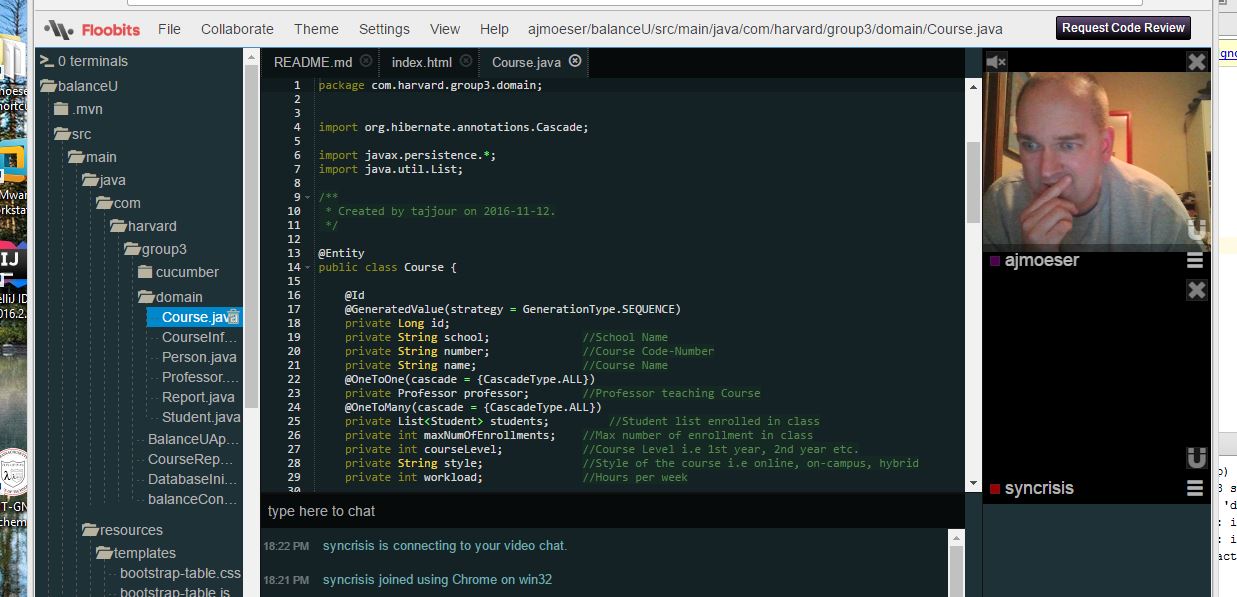 Floobits File Collaborate Theme Settings View Help ajmoeser/balanceU/src/main/java/com/harvard/group3/domain/Course.java Request Code Review
0 terminals
balanceU
.mvn
src
main
java
com
harvard
group3
cucumber
domain
Course.java
CourseInf...
Person.java
Professor....
Report.java
Student.java
BalanceUAp...
CourseRep...
DatabaseIni...
balanceCon...
resources
templates
bootstrap-table.css
bootstrap-table.js
README.md index.html Course.java
1 package com.harvard.group3.domain;
2
3
4 import org.hibernate.annotations.Cascade;
5
6 import javax.persistence.*;
7 import java.util.List;
8
9 /**
10 * Created by tajjour on 2016-11-12.
11 */
12
13 @Entity
14 public class Course {
15
16 @Id
17 @GeneratedValue(strategy = GenerationType.SEQUENCE)
18 private Long id;
19 private String school; //School Name
20 private String number; //Course Code-Number
21 private String name; //Course Name
22 @OneToOne(cascade = {CascadeType.ALL})
23 private Professor professor; //Professor teaching Course
24 @OneToMany(cascade = {CascadeType.ALL})
25 private List<Student> students; //Student list enrolled in class
26 private int maxNumOfEnrollments; //Max number of enrollment in class
27 private int courseLevel; //Course Level i.e 1st year, 2nd year etc.
28 private String style; //Style of the course i.e online, on-campus, hybrid
29 private int workload; //Hours per week
30
type here to chat
18:22 PM syncrisis is connecting to your video chat.
18:21 PM syncrisis joined using Chrome on win32
ajmoeser
syncrisis